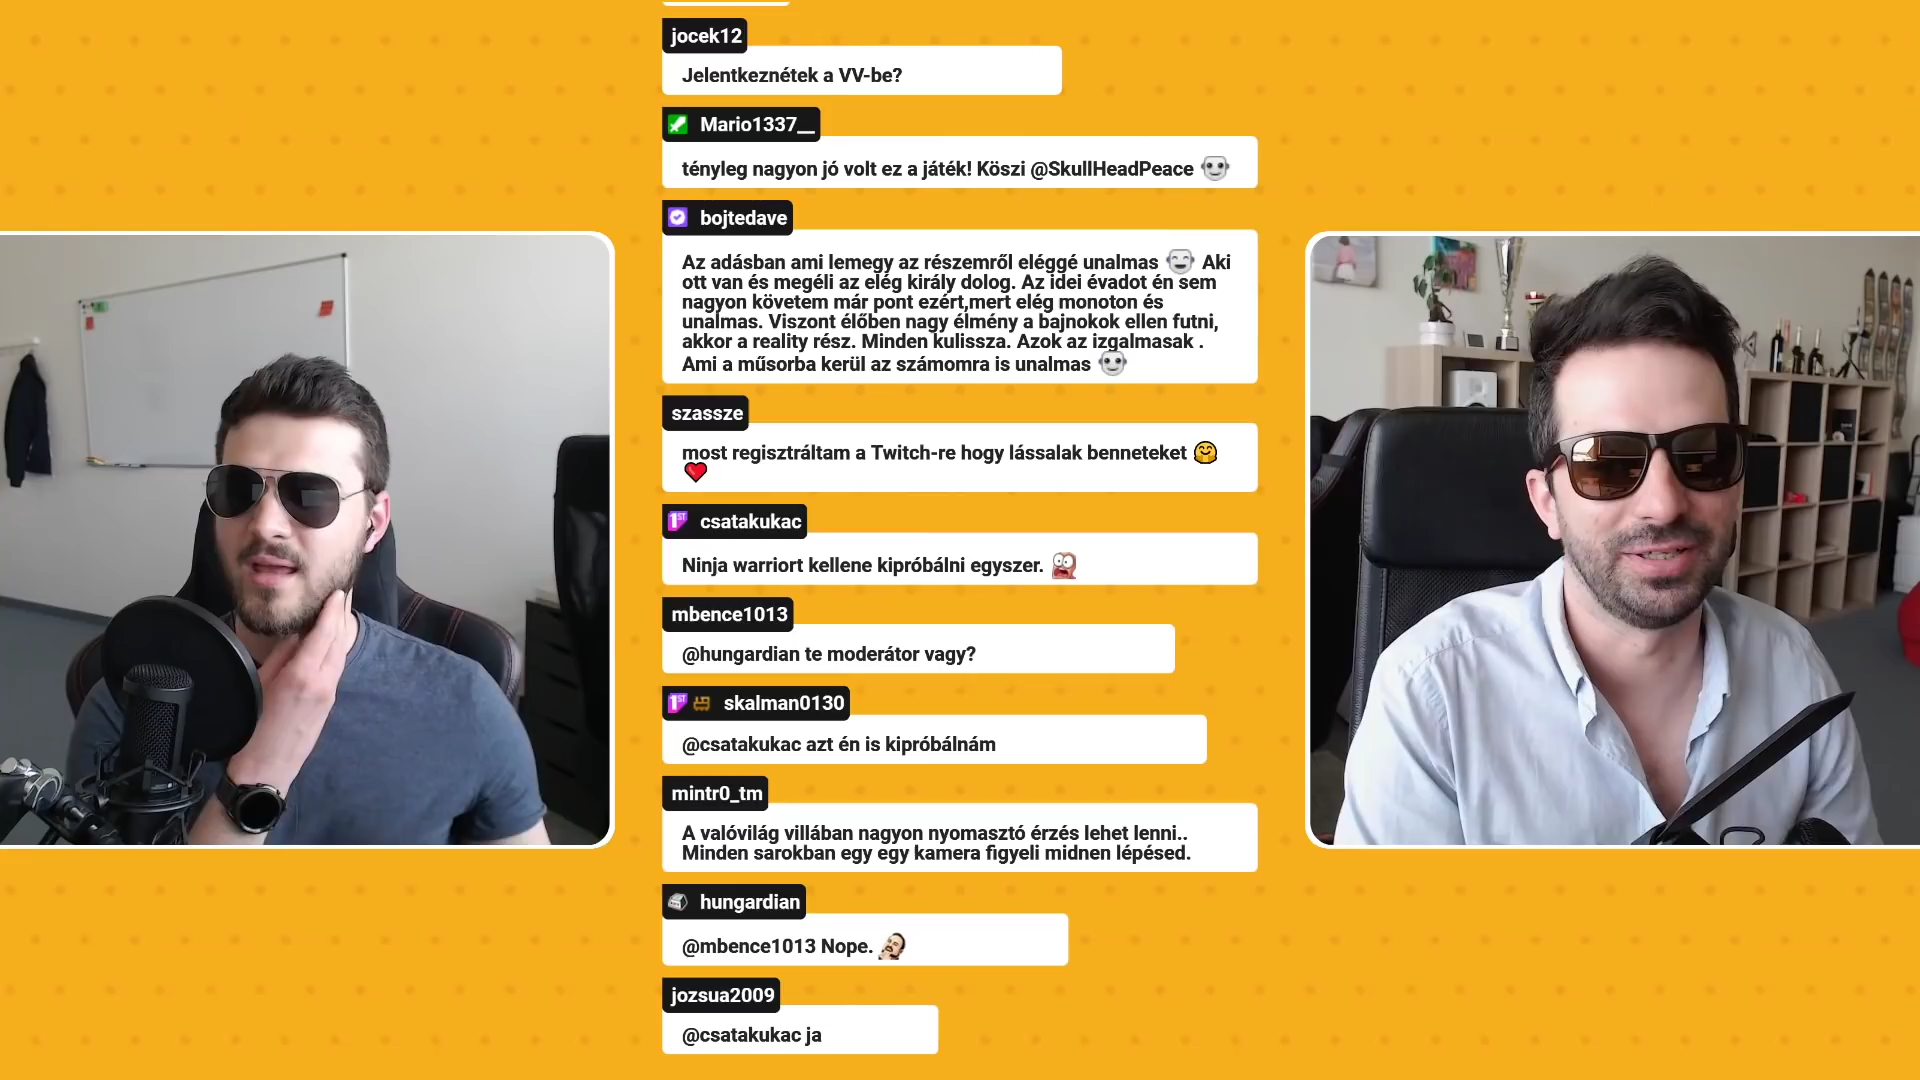 jocek12
Jelentkeznétek a VV-be?
Mario1337__
tényleg nagyon jó volt ez a játék! Köszi @SkullHeadPeace
bojtedave
Az adásban ami lemegy az részemről eléggé unalmas Aki
ott van és megéli az elég király dolog. Az idei évadot én sem
nagyon követem már pont ezért,mert elég monoton és
unalmas. Viszont élőben nagy élmény a bajnokok ellen futni,
akkor a reality rész. Minden kulissza. Azok az izgalmasak .
Ami a műsorba kerül az számomra is unalmas
szassze
most regisztráltam a Twitch-re hogy lássalak benneteket 🤗
❤️
1ST csatakukac
Ninja warriort kellene kipróbálni egyszer.
mbence1013
@hungardian te moderátor vagy?
1ST skalman0130
@csatakukac azt én is kipróbálnám
mintr0_tm
A valóvilág villában nagyon nyomasztó érzés lehet lenni..
Minden sarokban egy egy kamera figyeli midnen lépésed.
hungardian
@mbence1013 Nope.
jozsua2009
@csatakukac ja